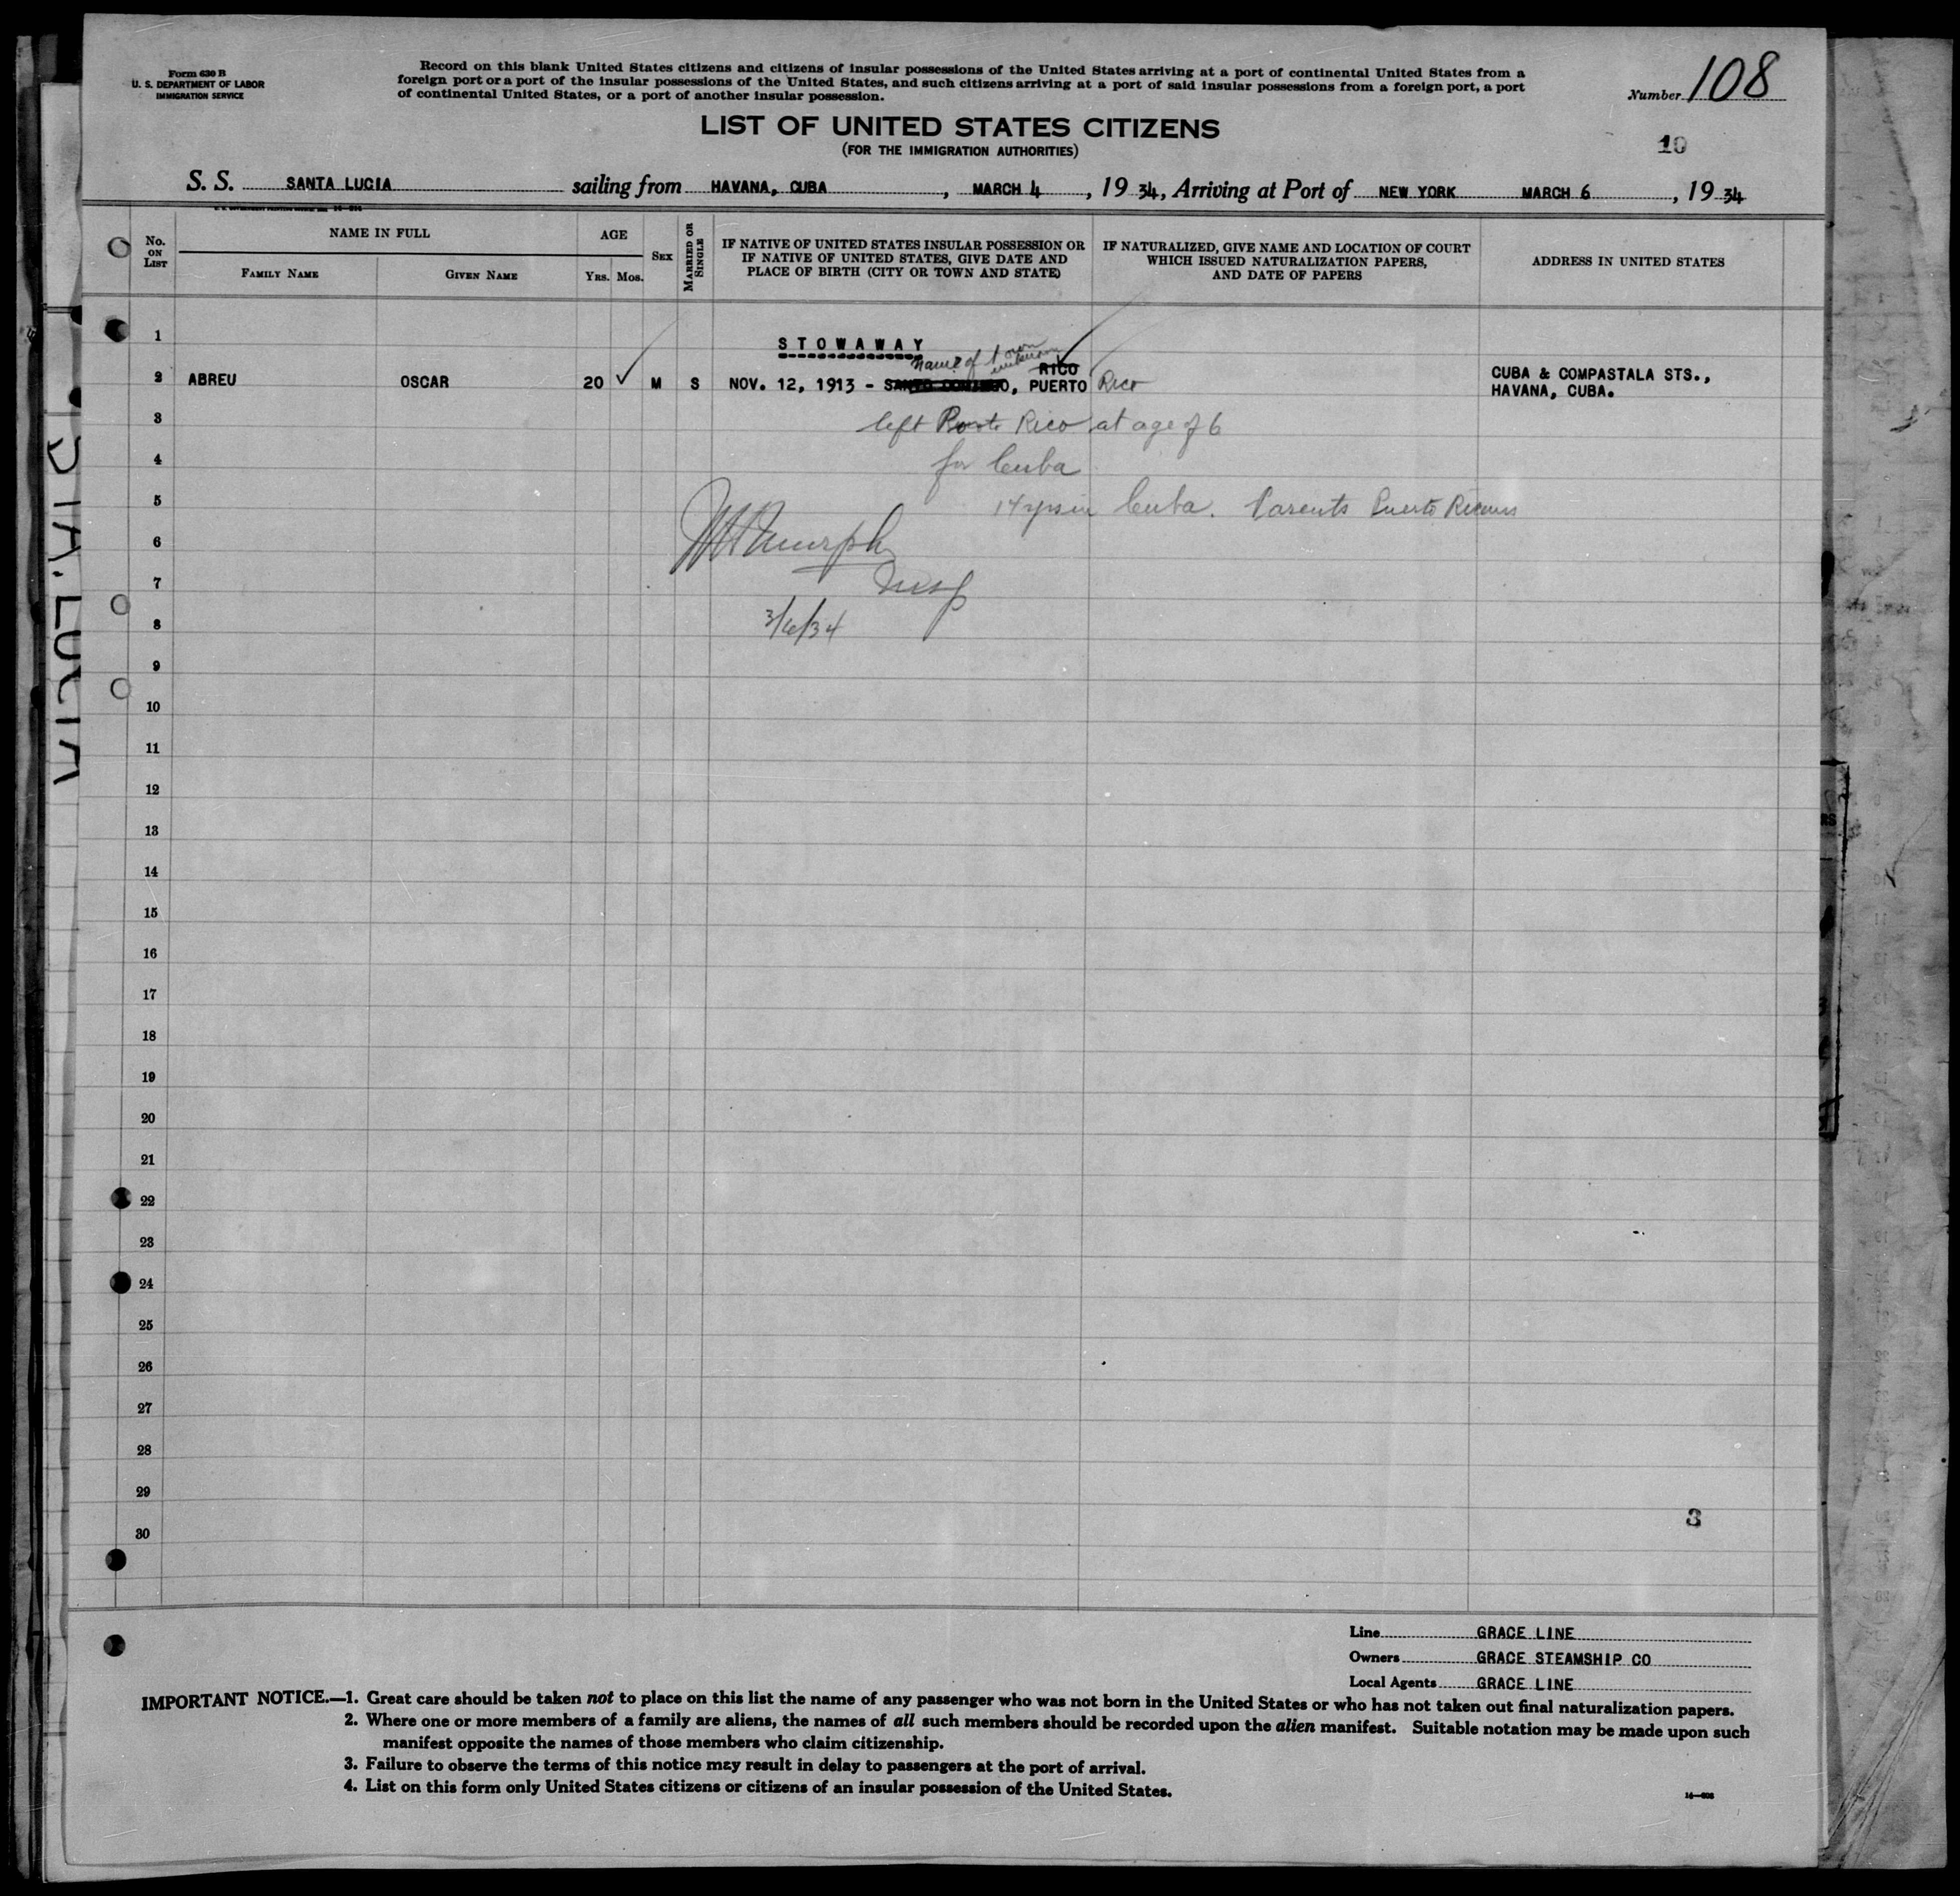 Form 630 B
U. S. DEPARTMENT OF LABOR
IMMIGRATION SERVICE
Record on this blank United States citizens and citizens of insular possessions of the United States arriving at a port of continental United States from a
foreign port or a port of the insular possessions of the United States, and such citizens arriving at a port of said insular possessions from a foreign port, a port
of continental United States, or a port of another insular possession.
Number 108
LIST OF UNITED STATES CITIZENS
(FOR THE IMMIGRATION AUTHORITIES)
10
S. S. SANTA LUCIA sailing from HAVANA, CUBA, MARCH 4, 19 34, Arriving at Port of NEW YORK MARCH 6, 19 34
No. ON LIST
NAME IN FULL
FAMILY NAME
GIVEN NAME
AGE
YRS. MOS.
SEX
MARRIED OR SINGLE
IF NATIVE OF UNITED STATES INSULAR POSSESSION OR
IF NATIVE OF UNITED STATES, GIVE DATE AND
PLACE OF BIRTH (CITY OR TOWN AND STATE)
IF NATURALIZED, GIVE NAME AND LOCATION OF COURT
WHICH ISSUED NATURALIZATION PAPERS,
AND DATE OF PAPERS
ADDRESS IN UNITED STATES
1
STOWAWAY
name of town
unknown
RICO
2 ABREU OSCAR 20 ✓ M S NOV. 12, 1913 - SANTO DOMINGO, PUERTO Rico CUBA & COMPASTALA STS.,
HAVANA, CUBA.
3 left Porto Rico at age of 6
4 for Cuba
5 14 yrs in Cuba. Parents Puerto Ricans
6 Murphy
7 Insp
8 3/6/34
9
10
11
12
13
14
15
16
17
18
19
20
21
22
23
24
25
26
27
28
29
3
30
STA. LUCIA
Line GRACE LINE
Owners GRACE STEAMSHIP CO
Local Agents GRACE LINE
IMPORTANT NOTICE.—1. Great care should be taken not to place on this list the name of any passenger who was not born in the United States or who has not taken out final naturalization papers.
2. Where one or more members of a family are aliens, the names of all such members should be recorded upon the alien manifest. Suitable notation may be made upon such
manifest opposite the names of those members who claim citizenship.
3. Failure to observe the terms of this notice may result in delay to passengers at the port of arrival.
4. List on this form only United States citizens or citizens of an insular possession of the United States.